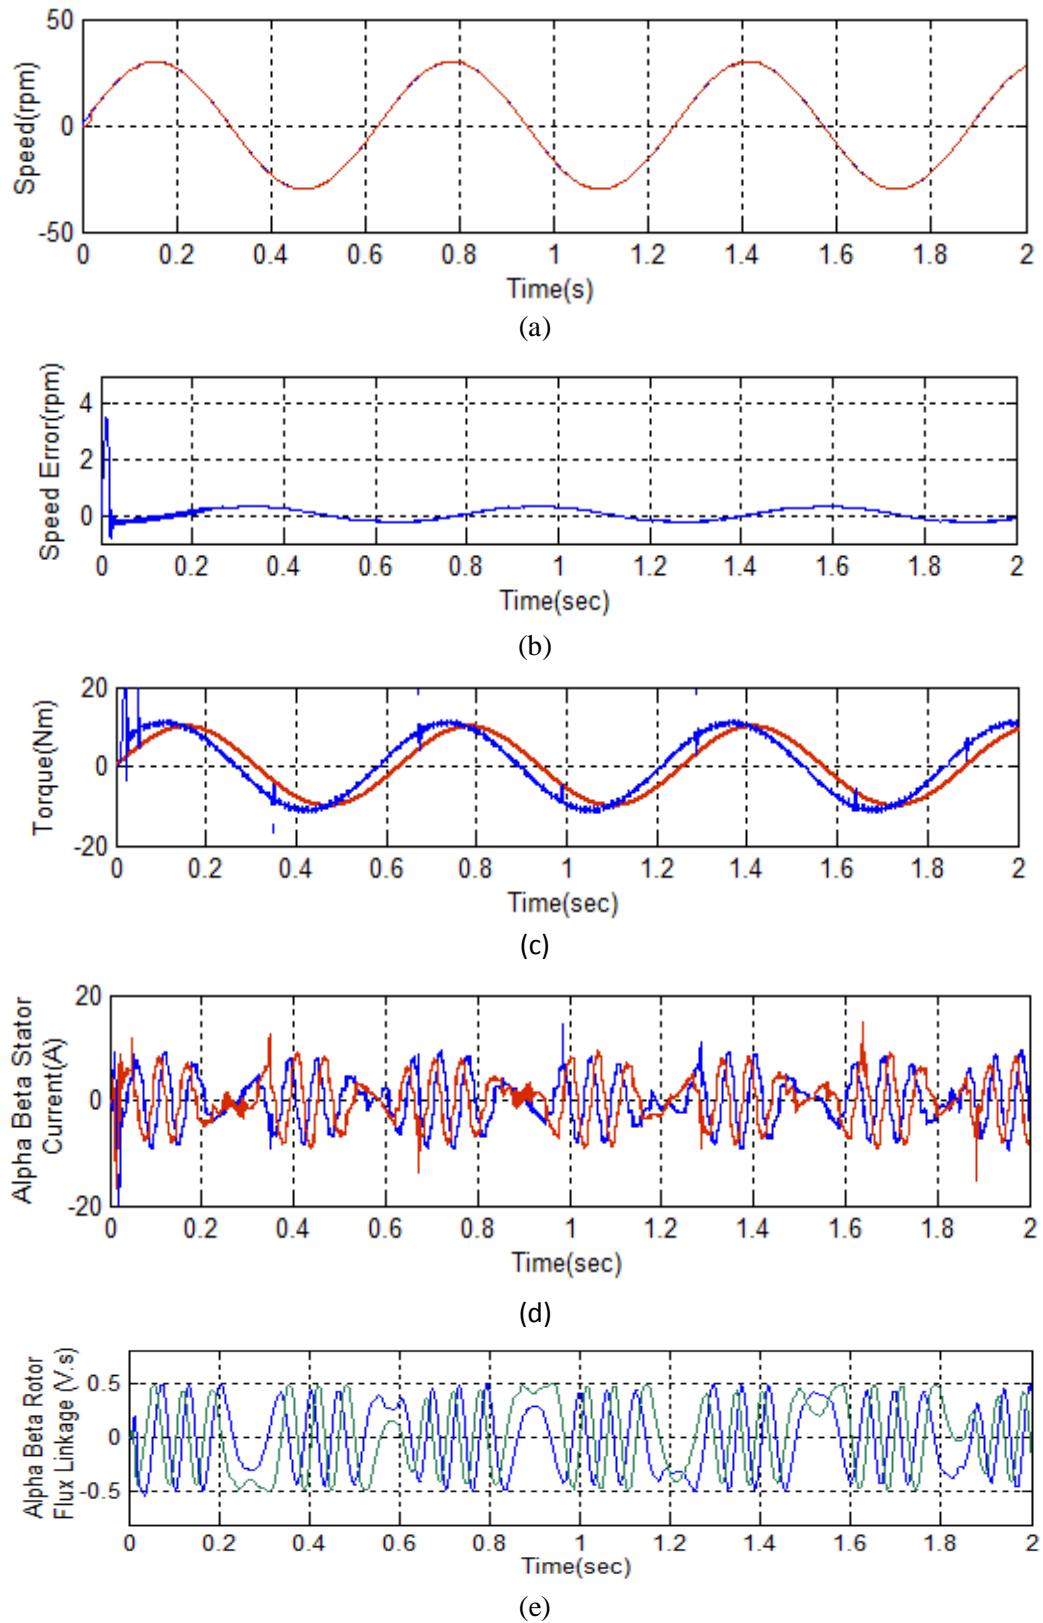 50
0
-50
Speed(rpm)
0 0.2 0.4 0.6 0.8 1 1.2 1.4 1.6 1.8 2
Time(s)
(a)
4
2
0
Speed Error(rpm)
0 0.2 0.4 0.6 0.8 1 1.2 1.4 1.6 1.8 2
Time(sec)
(b)
20
0
-20
Torque(Nm)
0 0.2 0.4 0.6 0.8 1 1.2 1.4 1.6 1.8 2
Time(sec)
(c)
20
0
-20
Alpha Beta Stator
Current(A)
0 0.2 0.4 0.6 0.8 1 1.2 1.4 1.6 1.8 2
Time(sec)
(d)
0.5
0
-0.5
Alpha Beta Rotor
Flux Linkage (V.s)
0 0.2 0.4 0.6 0.8 1 1.2 1.4 1.6 1.8 2
Time(sec)
(e)